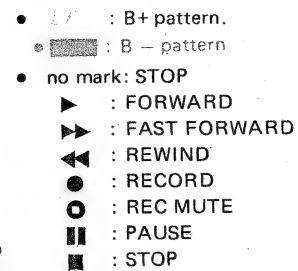 : B+ pattern.
: B – pattern
no mark: STOP
: FORWARD
: FAST FORWARD
: REWIND
: RECORD
: REC MUTE
: PAUSE
: STOP